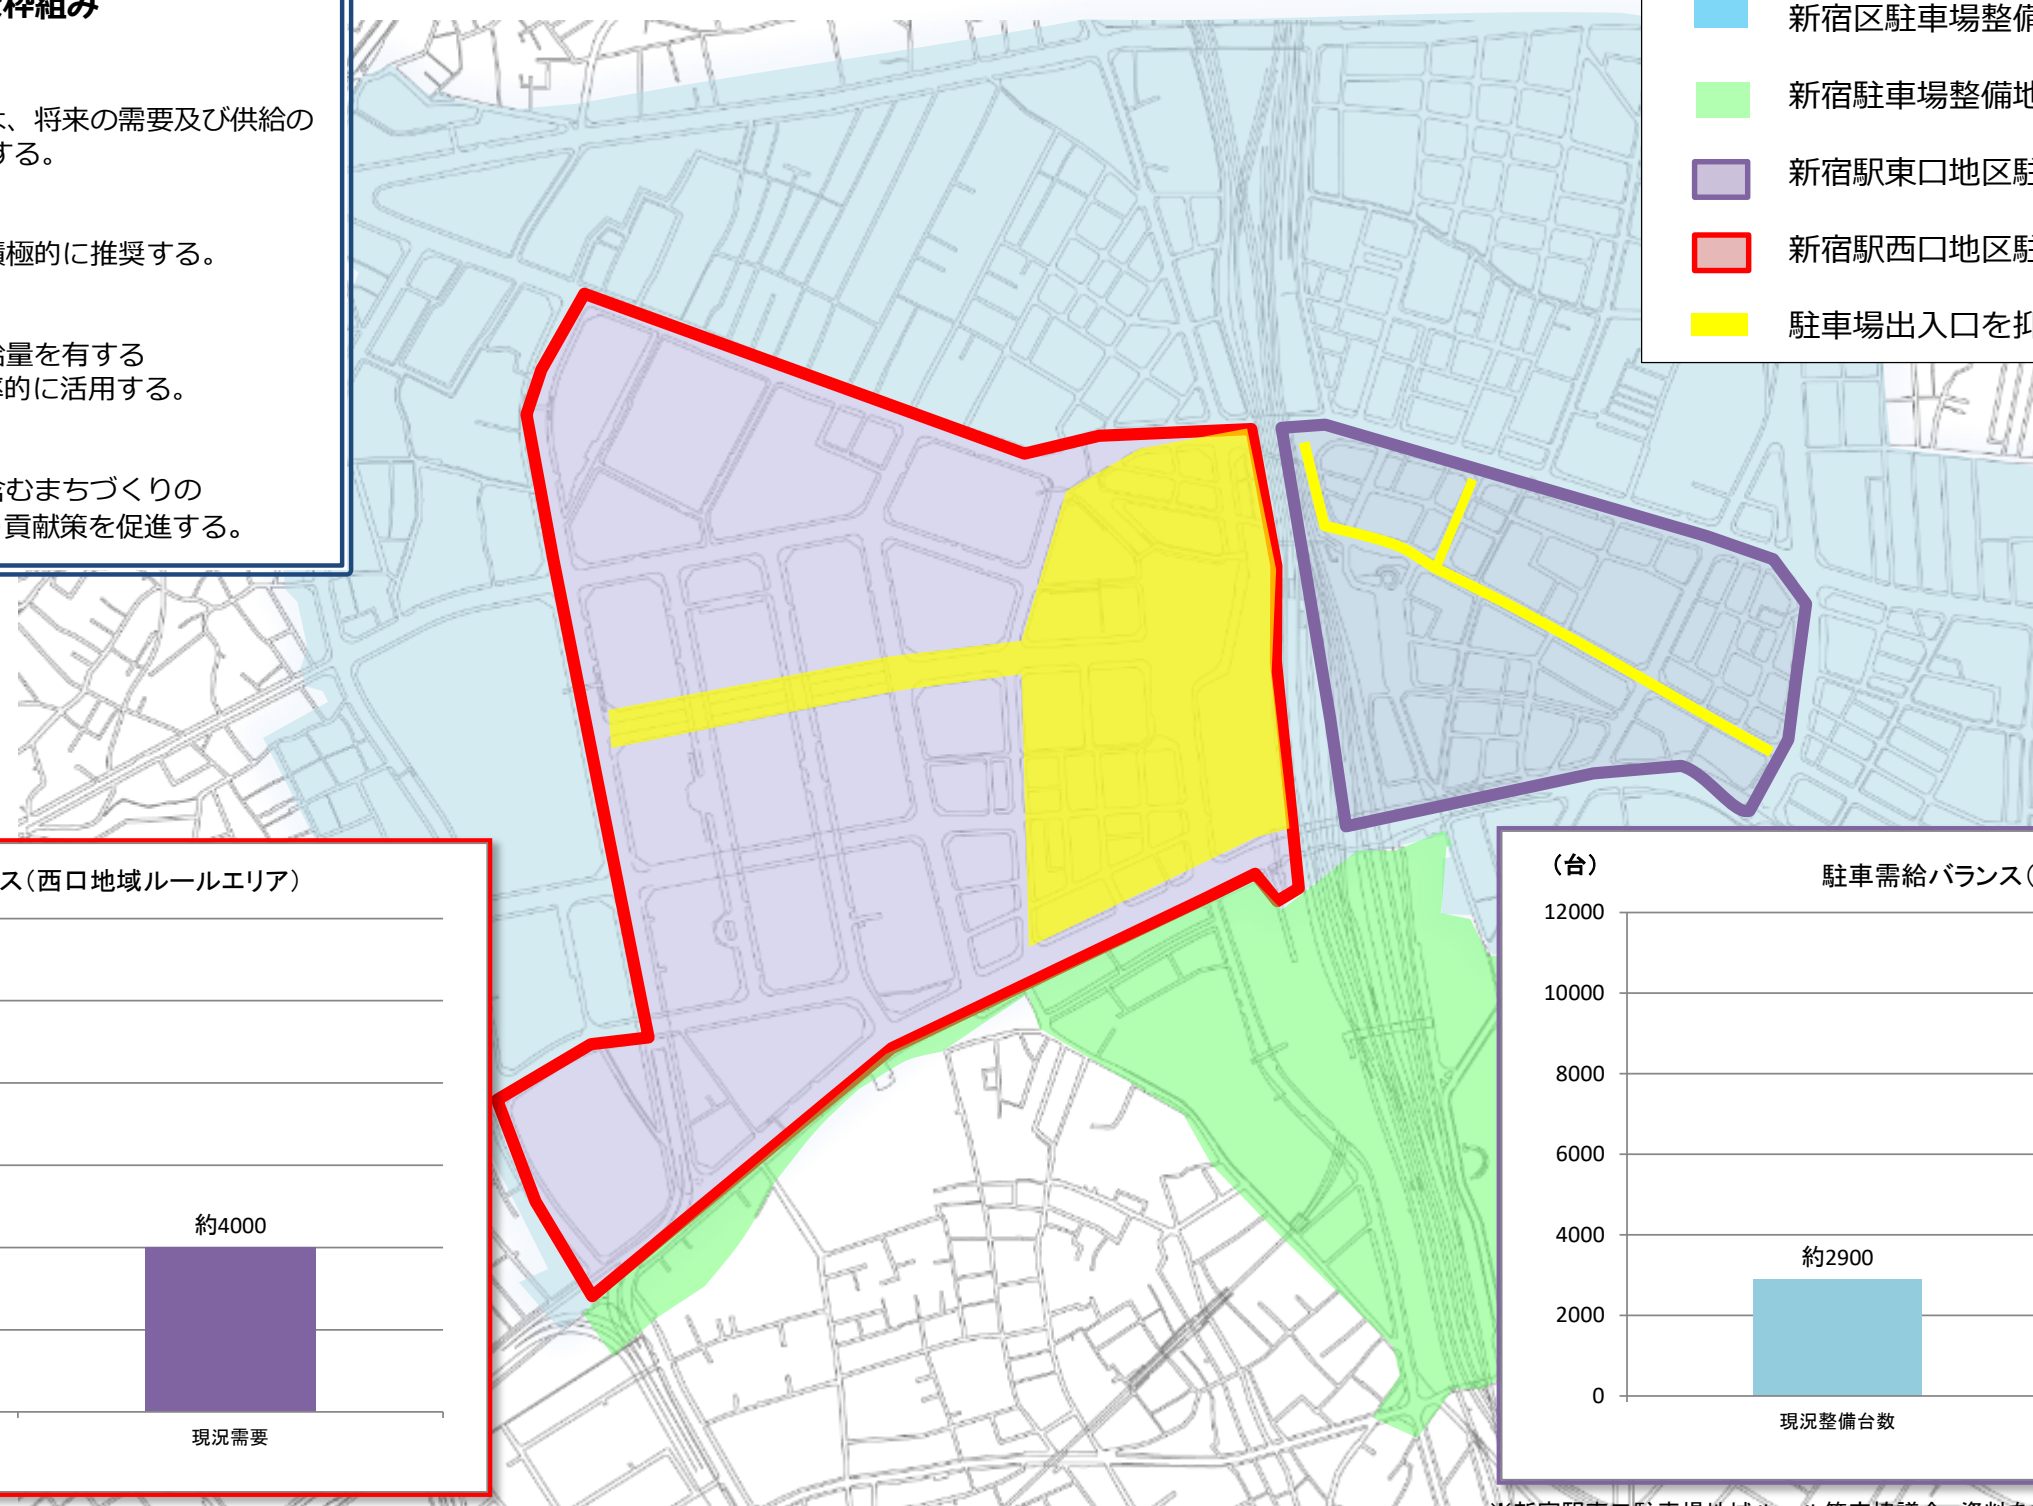 枠組み
、将来の需要及び供給の
する。
極的に推奨する。
量を有する
的に活用する。
むまちづくりの
貢献策を促進する。
新宿区駐車場整備
新宿駐車場整備地
新宿駅東口地区駐
新宿駅西口地区駐
駐車場出入口を抑
ス（西口地域ルールエリア）
約4000
現況需要
（台）
駐車需給バランス（
12000
10000
8000
6000
4000
2000
0
約2900
現況整備台数